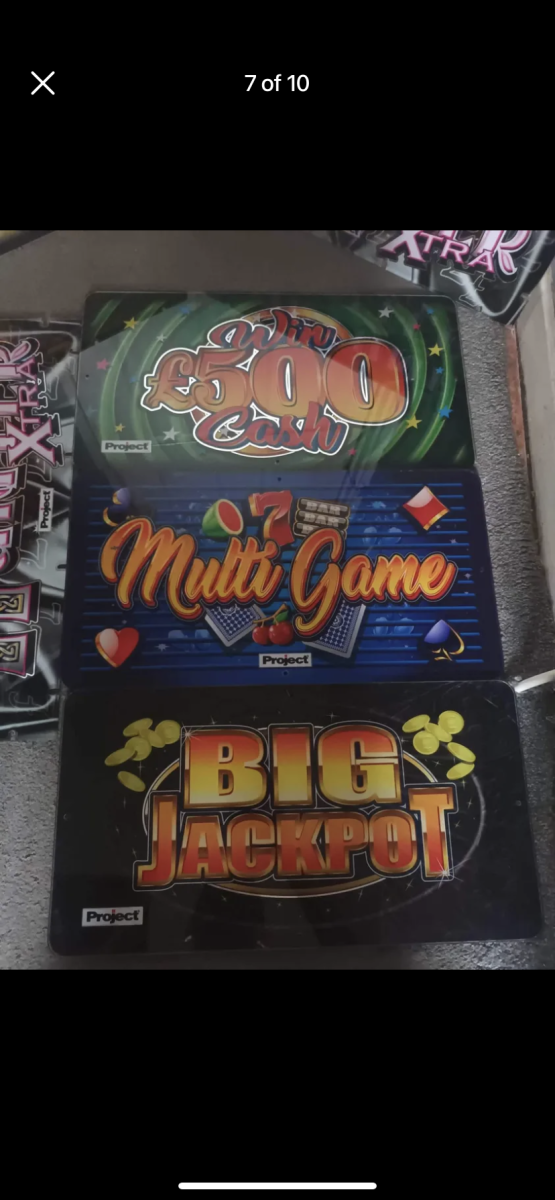 7 of 10
XTRA
Win
£500
Cash
Project
XTRA
Project
7
BAR
BAR
BAR
Multi Game
Project
BIG
JACKPOT
Project